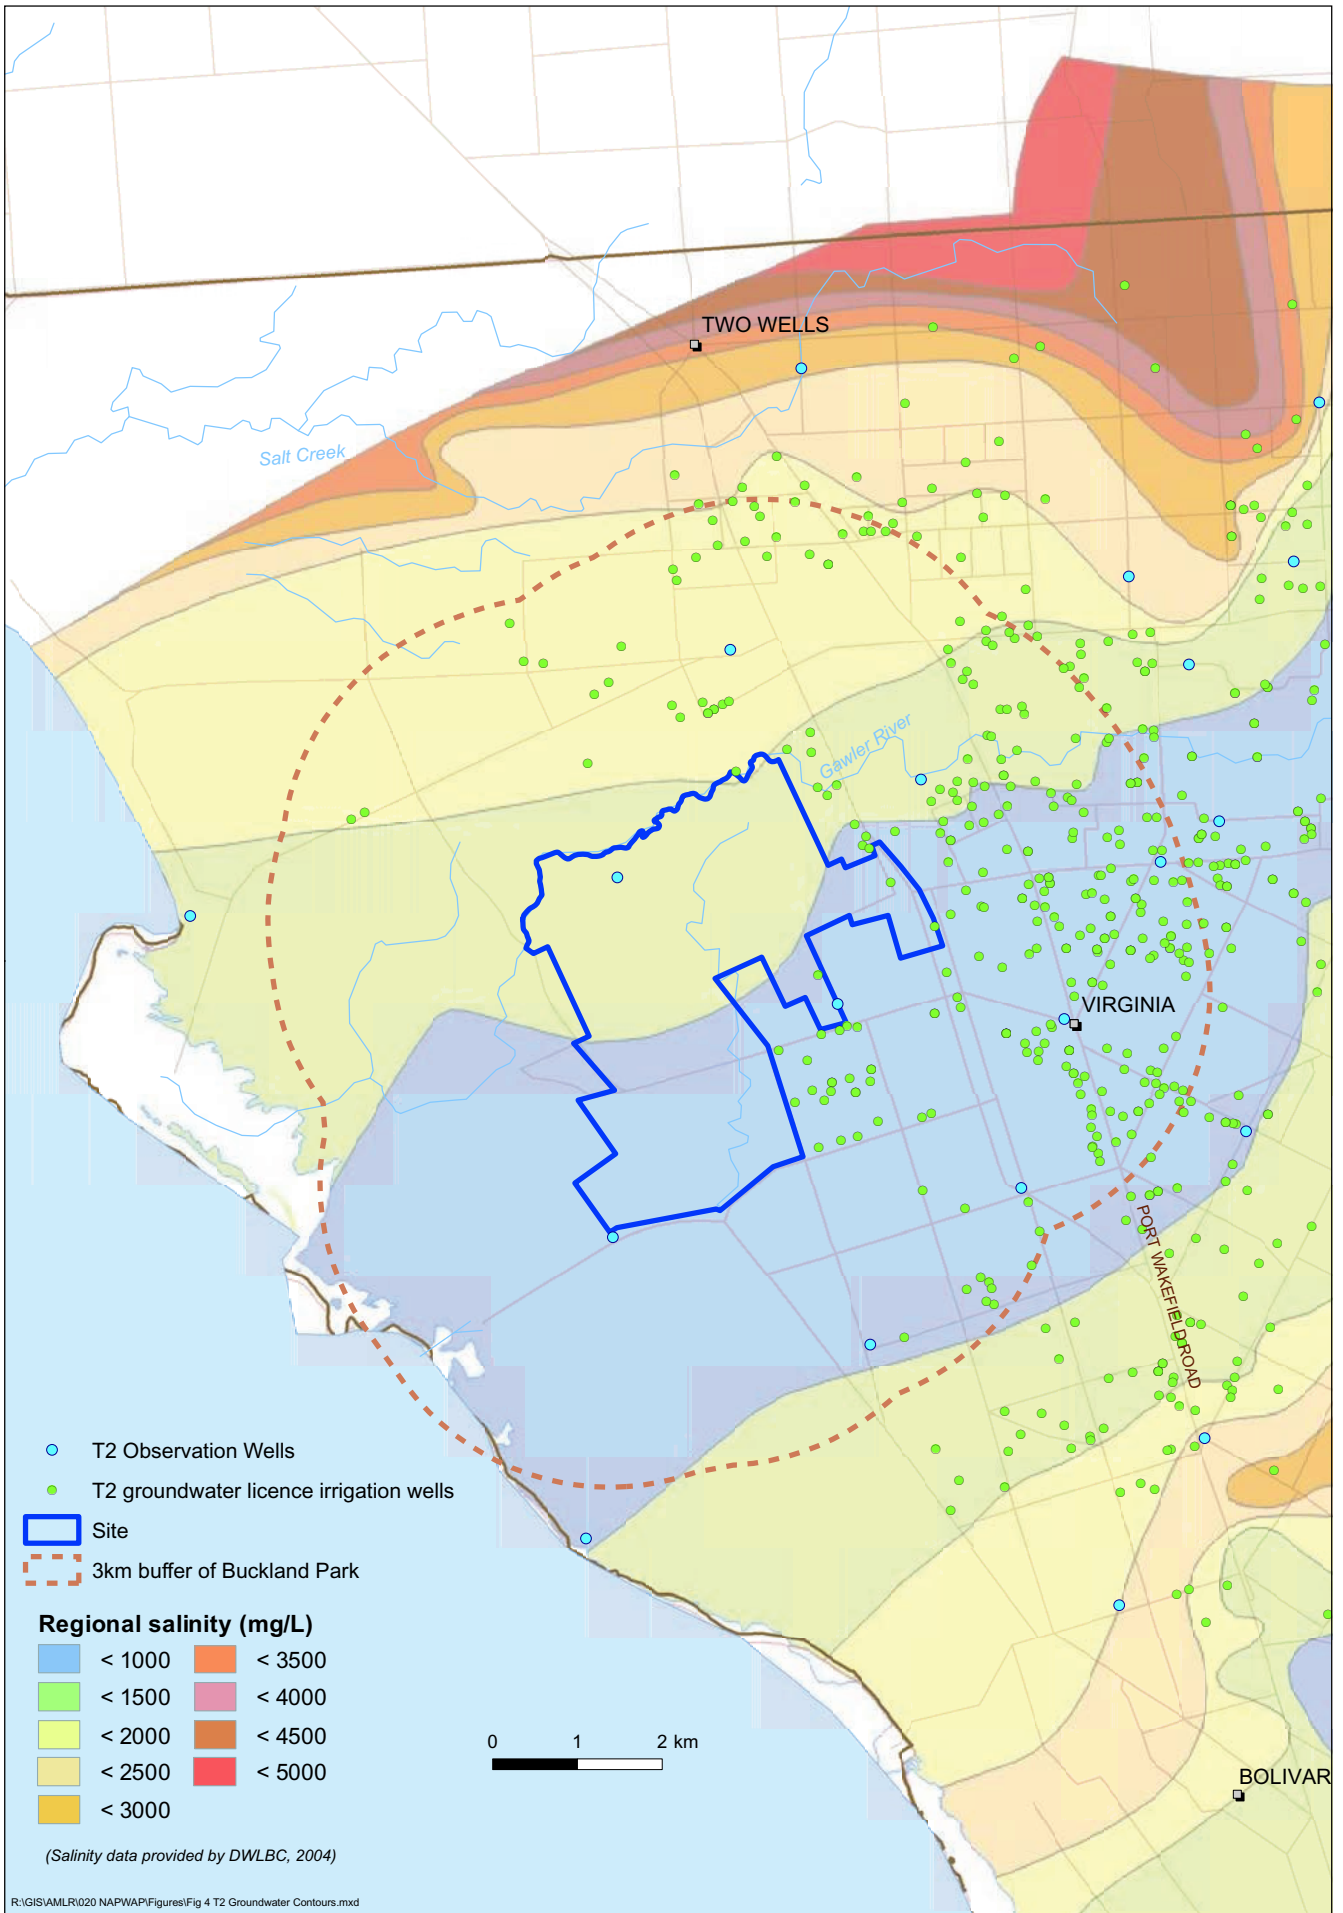 TWO WELLS
Salt Creek
Gawler River
VIRGINIA
PORT WAKEFIELD ROAD
T2 Observation Wells
T2 groundwater licence irrigation wells
Site
3km buffer of Buckland Park
Regional salinity (mg/L)
< 1000 < 3500
< 1500 < 4000
< 2000 < 4500
< 2500 < 5000
< 3000
0 1 2 km
BOLIVAR
(Salinity data provided by DWLBC, 2004)
R:\GIS\AMLR\020 NAPWAP\Figures\Fig 4 T2 Groundwater Contours.mxd